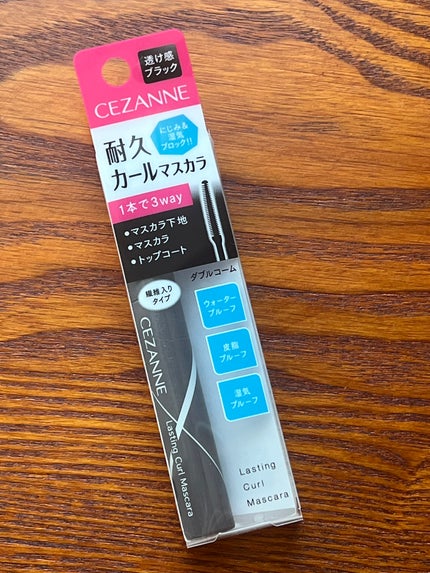 透け感
ブラック
CEZANNE
にじみ&
湿気
ブロック!!
耐久
カールマスカラ
1本で3way
●マスカラ下地
●マスカラ
●トップコート
ダブルコーム
繊維入り
タイプ
ウォーター
プルーフ
皮脂
プルーフ
湿気
プルーフ
CEZANNE
Lasting Curl Mascara
Lasting
Curl
Mascara